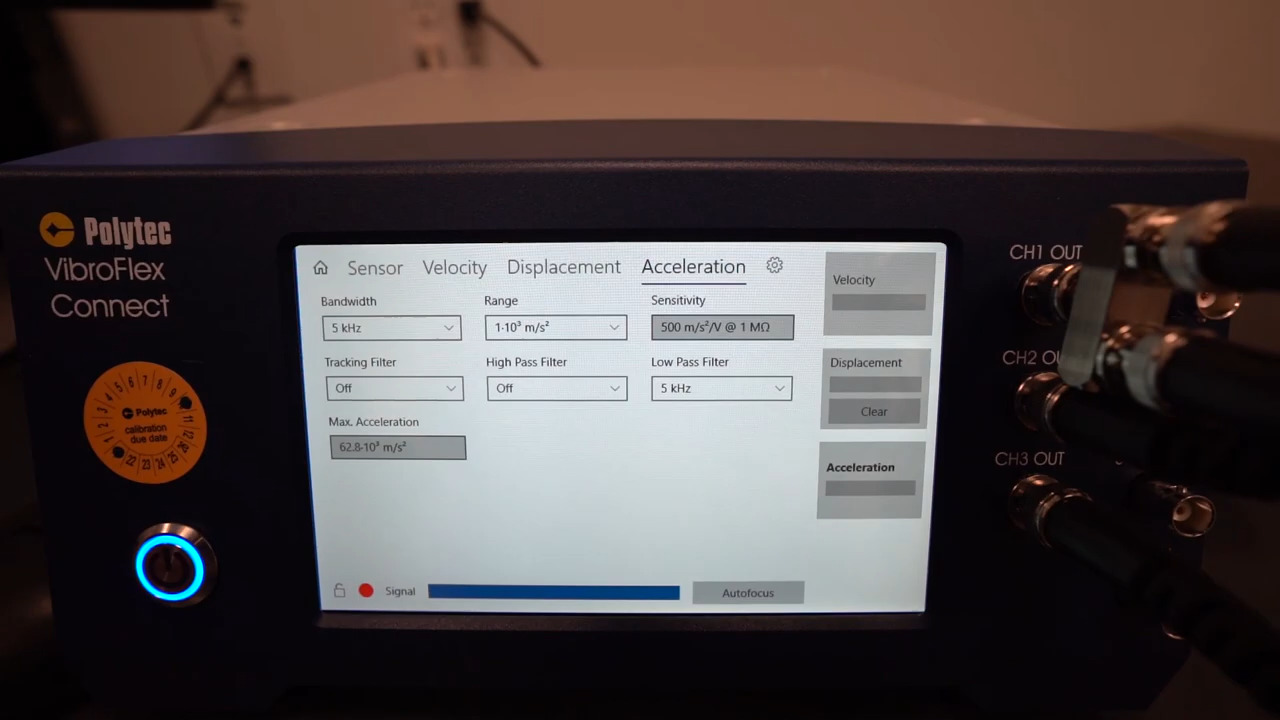 Polytec
VibroFlex
Connect
Polytec
calibration
due date
Sensor Velocity Displacement Acceleration
Bandwidth Range Sensitivity
5 kHz 1·10³ m/s² 500 m/s²/V @ 1 MΩ
Tracking Filter High Pass Filter Low Pass Filter
Off Off 5 kHz
Max. Acceleration
62.8·10³ m/s²
Signal Autofocus
Velocity
Displacement
Clear
Acceleration
CH1 OUT
CH2 OU
CH3 OUT